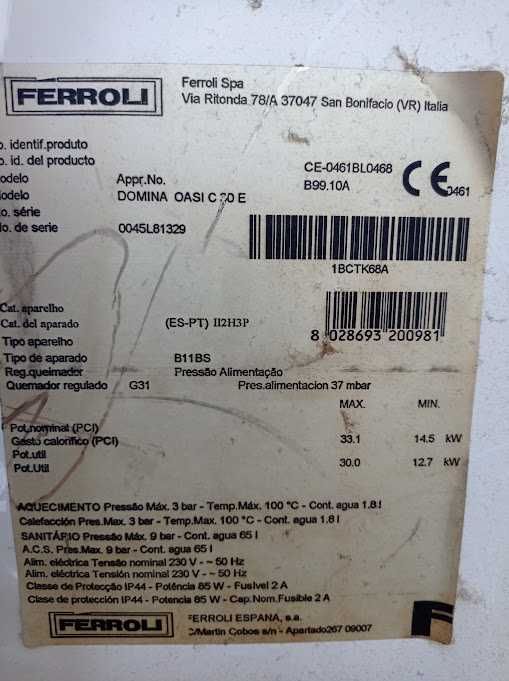 FERROLI
Ferroli Spa
Via Ritonda 78/A 37047 San Bonifacio (VR) Italia
o. identif.produto
o. id. del producto
CE-0461BL0468
odelo Appr.No. B99.10A
CE 0461
odelo DOMINA OASI C 30 E
o. série
o. de serie 0045L81329
1BCTK68A
Cat. aparelho
Cat. del aparado (ES-PT) II2H3P
8 028693 200981
Tipo aparelho
Tipo de aparado B11BS
Reg.queimador Pressão Alimentação
Quemador regulado G31 Pres.alimentacion 37 mbar
MAX. MIN.
Pot.nominal (PCI)
Gasto calorifico (PCI) 33.1 14.5 kW
Pot.util
Pot.Util 30.0 12.7 kW
AQUECIMENTO Pressão Máx. 3 bar - Temp.Máx. 100 °C - Cont. agua 1.8 l
Calefacción Pres.Max. 3 bar - Temp.Max. 100 °C - Cont. agua 1.8 l
SANITÁRIO Pressão Máx. 9 bar - Cont. agua 65 l
A.C.S. Pres.Max. 9 bar - Cont. agua 65 l
Alim. eléctrica Tensão nominal 230 V - ~ 50 Hz
Alim. eléctrica Tensión nominal 230 V - ~ 50 Hz
Classe de Protecção IP44 - Potência 85 W - Fusivel 2 A
Clase de protección IP44 - Potencia 85 W - Cap.Nom.Fusible 2 A
FERROLI
FERROLI ESPANA, s.a.
C/Martin Cobos s/n - Apartado267 09007
F